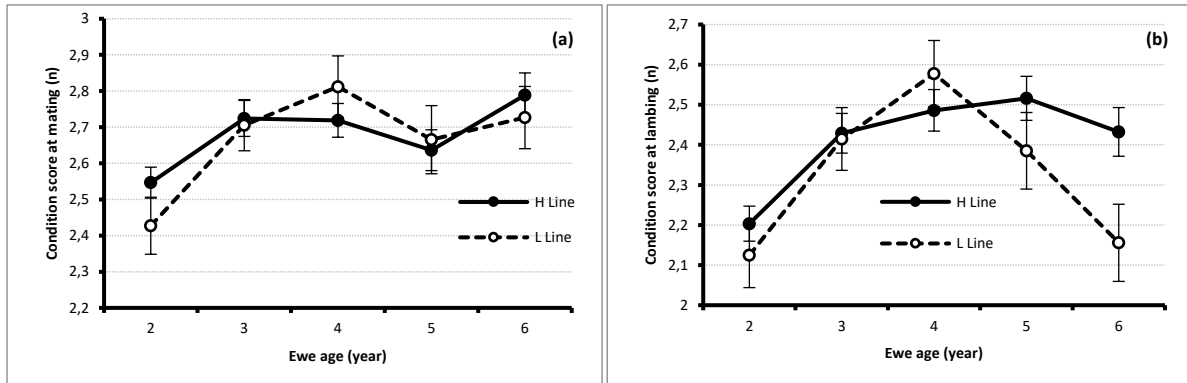 (a)
Condition score at mating (n)
3
2,9
2,8
2,7
2,6
2,5
2,4
2,3
2,2
H Line
L Line
2 3 4 5 6
Ewe age (year)
(b)
Condition score at lambing (n)
2,7
2,6
2,5
2,4
2,3
2,2
2,1
2
H Line
L Line
2 3 4 5 6
Ewe age (year)